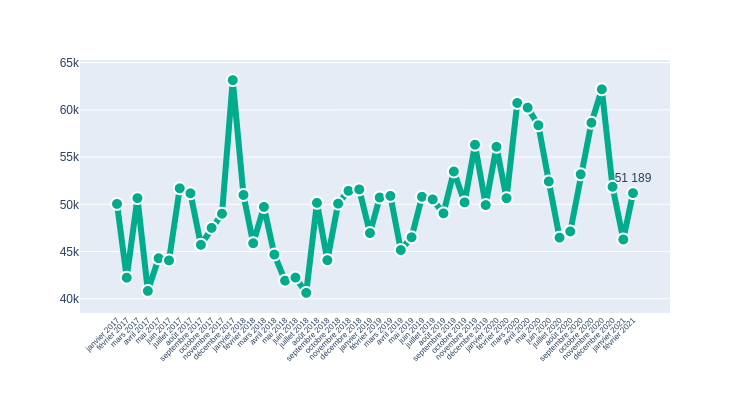 65k
60k
55k
50k
45k
40k
51 189
janvier 2017
février 2017
mars 2017
avril 2017
mai 2017
juin 2017
juillet 2017
août 2017
septembre 2017
octobre 2017
novembre 2017
décembre 2017
janvier 2018
février 2018
mars 2018
avril 2018
mai 2018
juin 2018
juillet 2018
août 2018
septembre 2018
octobre 2018
novembre 2018
décembre 2018
janvier 2019
février 2019
mars 2019
avril 2019
mai 2019
juin 2019
juillet 2019
août 2019
septembre 2019
octobre 2019
novembre 2019
décembre 2019
janvier 2020
février 2020
mars 2020
avril 2020
mai 2020
juin 2020
juillet 2020
août 2020
septembre 2020
octobre 2020
novembre 2020
décembre 2020
janvier 2021
février 2021